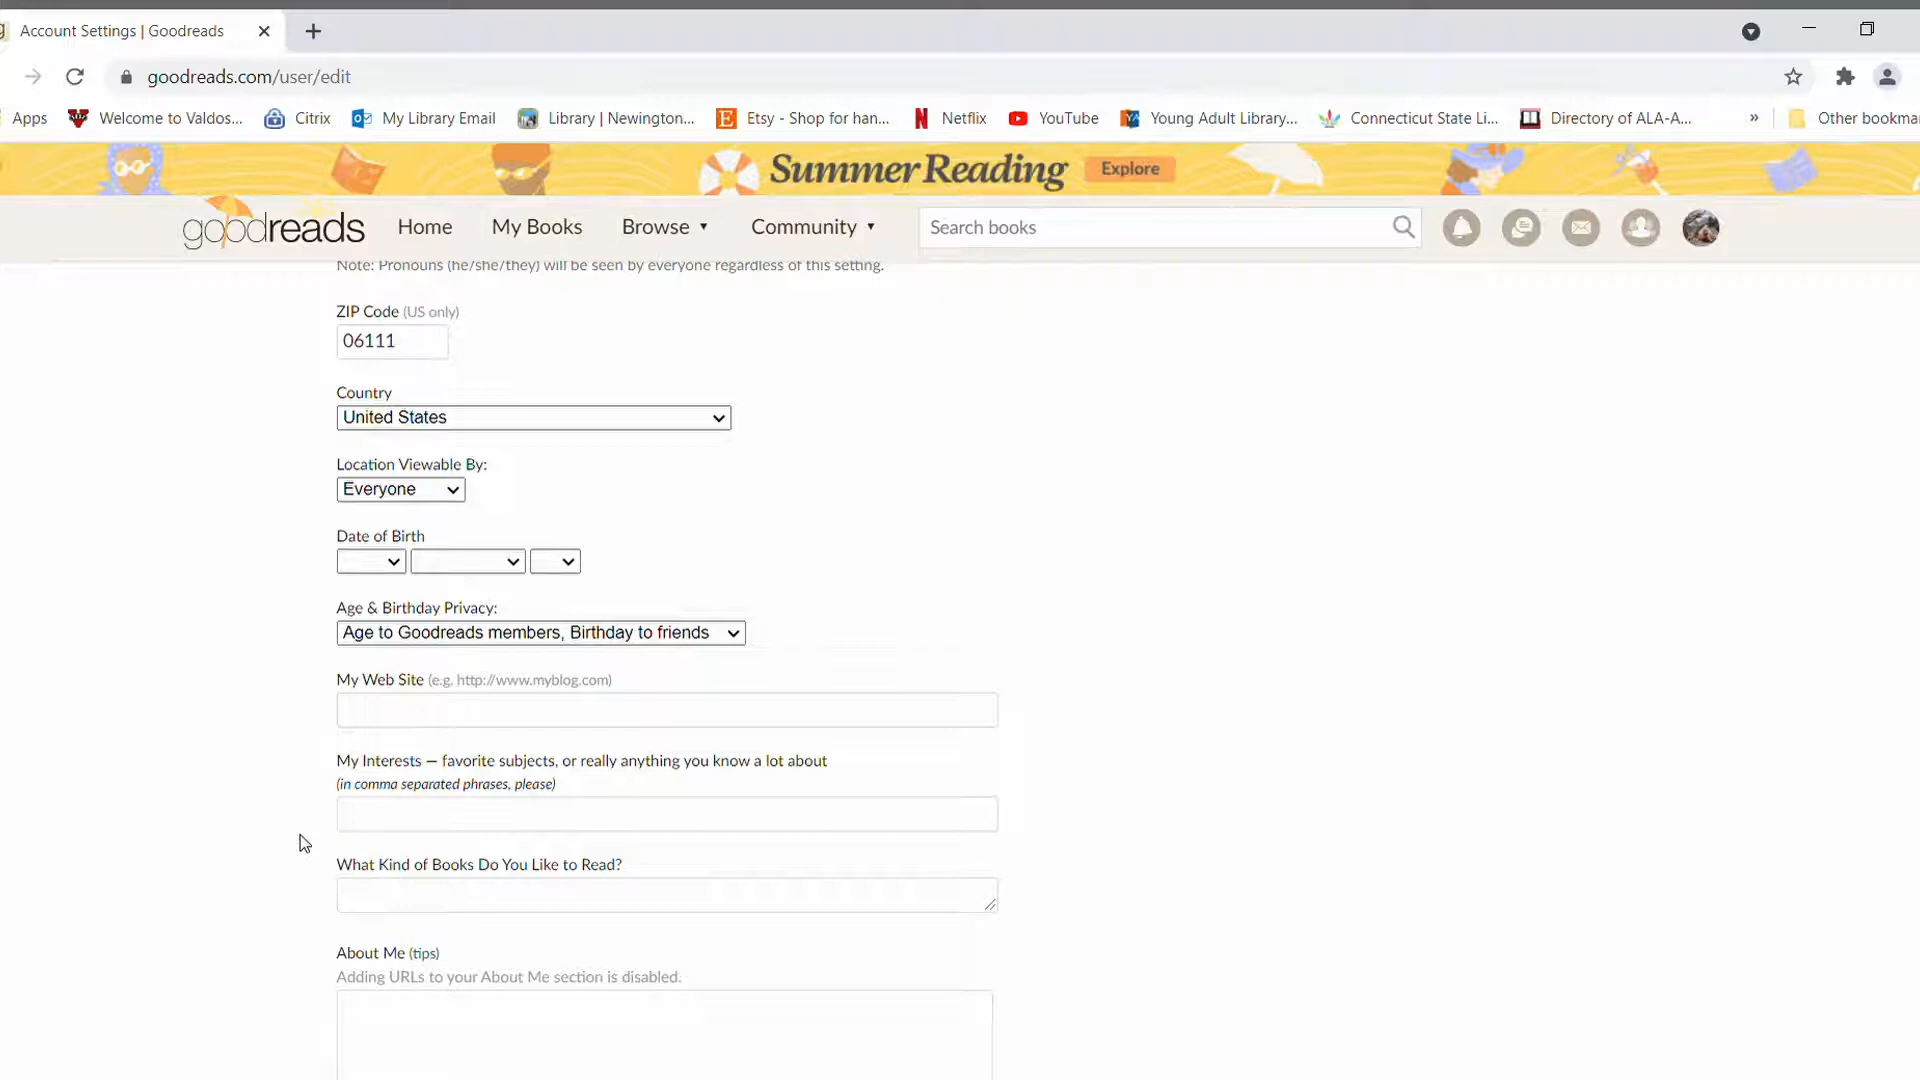 Account Settings | Goodreads
goodreads.com/user/edit
Apps
Welcome to Valdos...
Citrix
My Library Email
Library | Newington...
Etsy - Shop for han...
Netflix
YouTube
Young Adult Library...
Connecticut State Li...
Directory of ALA-A...
»
Other bookma
Summer Reading
Explore
goodreads
Home
My Books
Browse
Community
Search books
Note: Pronouns (he/she/they) will be seen by everyone regardless of this setting.
ZIP Code (US only)
06111
Country
United States
Location Viewable By:
Everyone
Date of Birth
Age & Birthday Privacy:
Age to Goodreads members, Birthday to friends
My Web Site (e.g. http://www.myblog.com)
My Interests — favorite subjects, or really anything you know a lot about
(in comma separated phrases, please)
What Kind of Books Do You Like to Read?
About Me (tips)
Adding URLs to your About Me section is disabled.